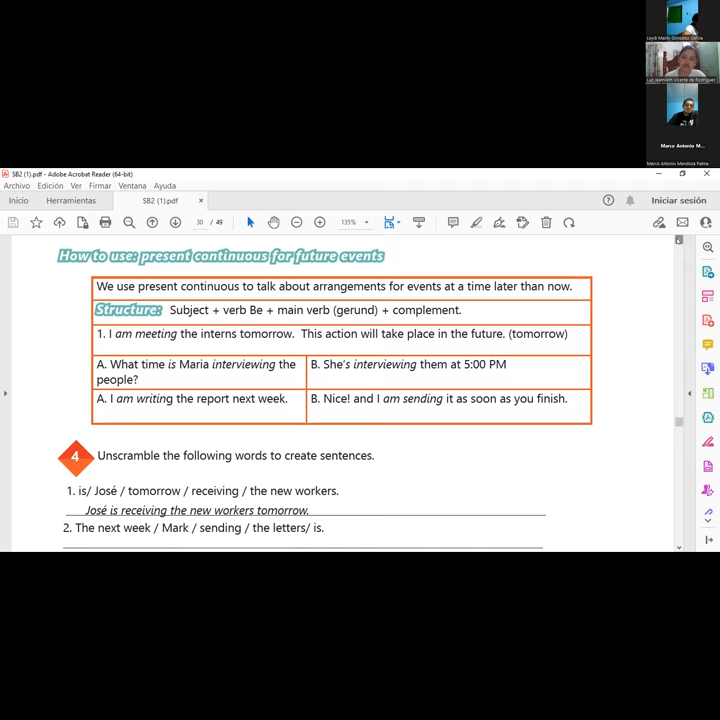 Leydi Marily Gonzalez Garcia
Luz Jeamileth Vicente de Rodriguez
Marco Antonio M...
Marco Antonio Mendoza Palma
SB2 (1).pdf - Adobe Acrobat Reader (64-bit)
Archivo Edición Ver Firmar Ventana Ayuda
Inicio Herramientas SB2 (1).pdf Iniciar sesión
30 / 49 135%
How to use: present continuous for future events
We use present continuous to talk about arrangements for events at a time later than now.
Structure: Subject + verb Be + main verb (gerund) + complement.
1. I am meeting the interns tomorrow. This action will take place in the future. (tomorrow)
A. What time is Maria interviewing the people?
B. She's interviewing them at 5:00 PM
A. I am writing the report next week.
B. Nice! and I am sending it as soon as you finish.
4 Unscramble the following words to create sentences.
1. is/ José / tomorrow / receiving / the new workers.
José is receiving the new workers tomorrow.
2. The next week / Mark / sending / the letters/ is.